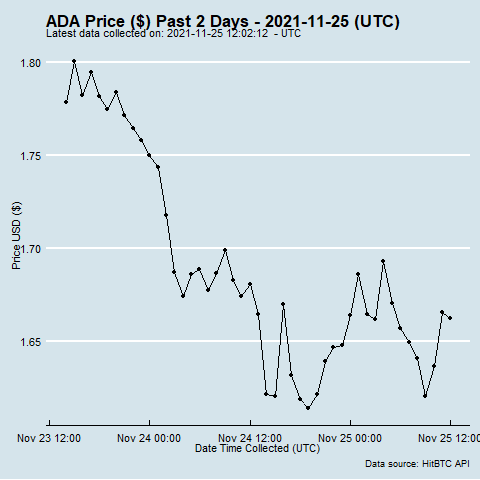 ADA Price ($) Past 2 Days - 2021-11-25 (UTC)
Latest data collected on: 2021-11-25 12:02:12 - UTC
1.80
1.75
1.70
1.65
Price USD ($)
Nov 23 12:00 Nov 24 00:00 Nov 24 12:00 Nov 25 00:00 Nov 25 12:00
Date Time Collected (UTC)
Data source: HitBTC API